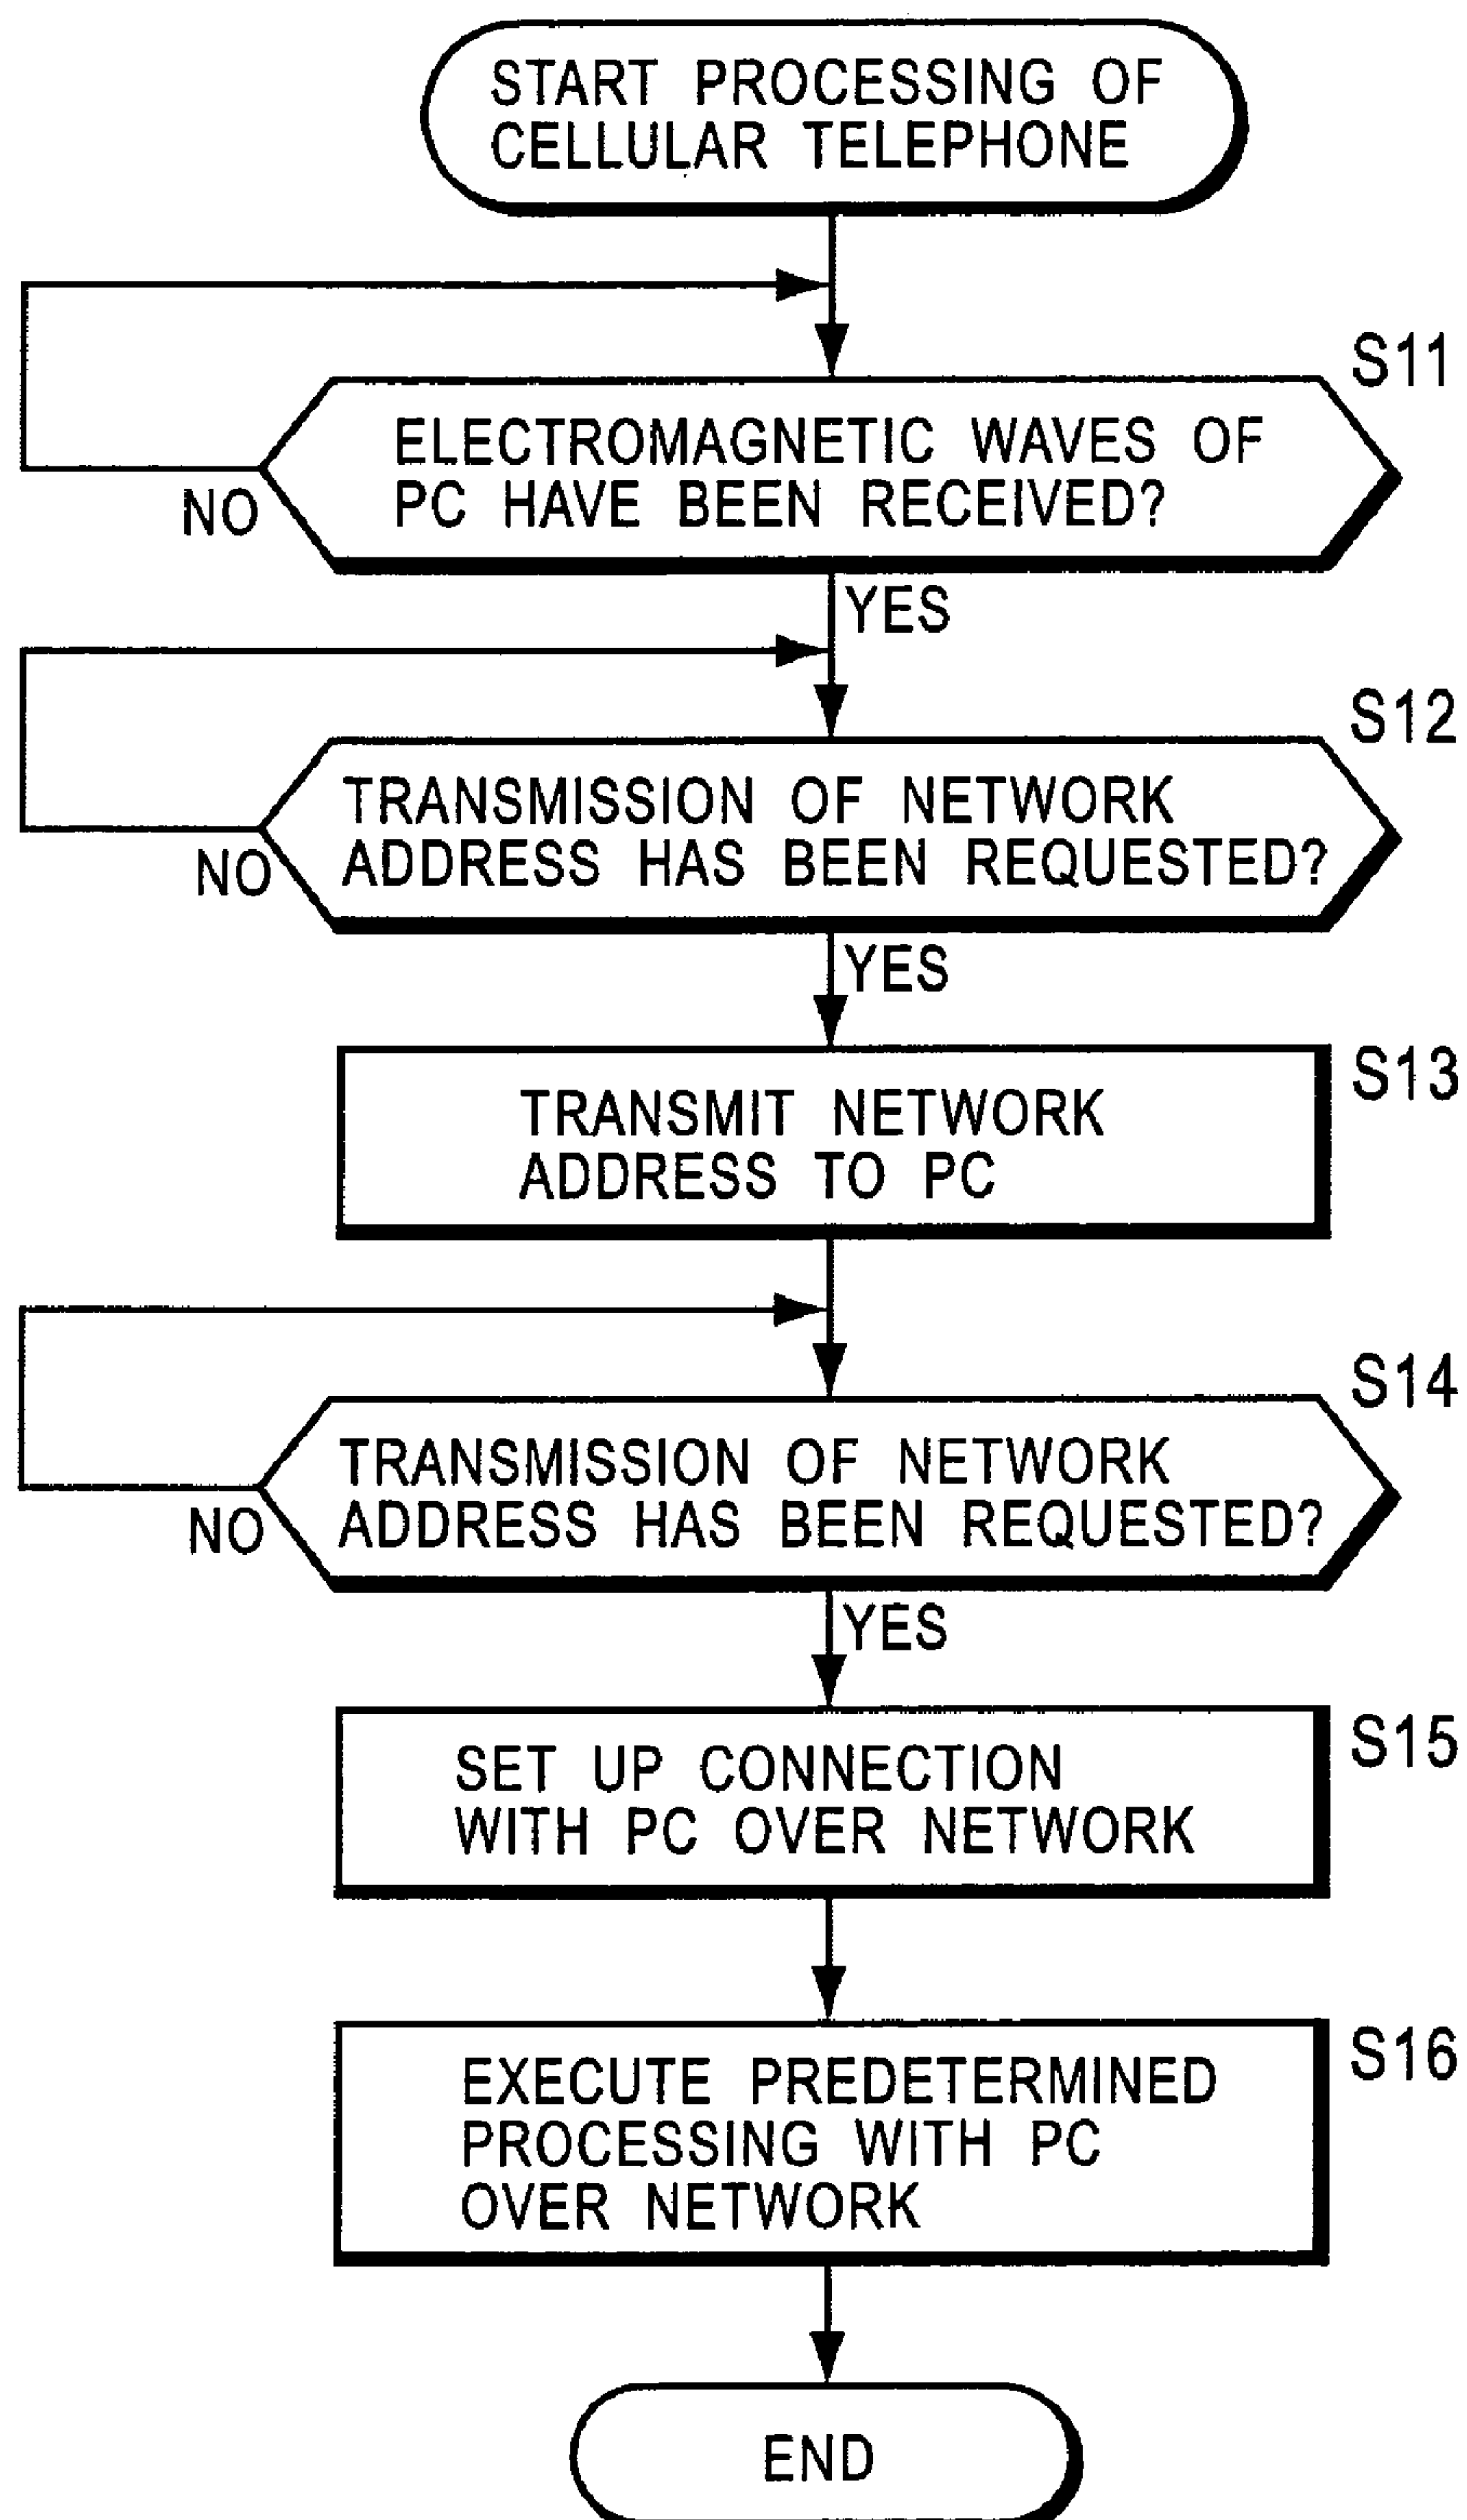 START PROCESSING OF
CELLULAR TELEPHONE
S11
ELECTROMAGNETIC WAVES OF
PC HAVE BEEN RECEIVED?
NO
YES
S12
TRANSMISSION OF NETWORK
ADDRESS HAS BEEN REQUESTED?
NO
YES
S13
TRANSMIT NETWORK
ADDRESS TO PC
S14
TRANSMISSION OF NETWORK
ADDRESS HAS BEEN REQUESTED?
NO
YES
S15
SET UP CONNECTION
WITH PC OVER NETWORK
S16
EXECUTE PREDETERMINED
PROCESSING WITH PC
OVER NETWORK
END